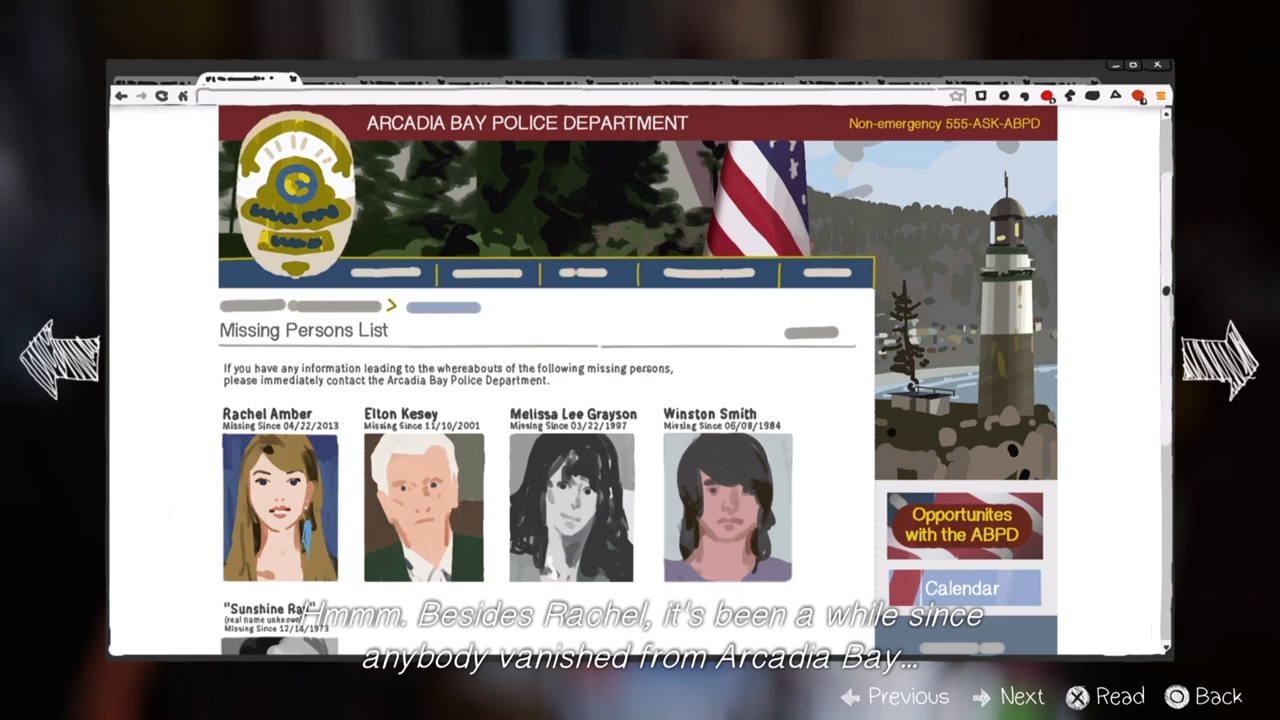 ARCADIA BAY POLICE DEPARTMENT
Non-emergency 555-ASK-ABPD
Missing Persons List
If you have any information leading to the whereabouts of the following missing persons,
please immediately contact the Arcadia Bay Police Department.
Rachel Amber
Missing Since 04/22/2013
Elton Kesey
Missing Since 11/10/2001
Melissa Lee Grayson
Missing Since 03/22/1997
Winston Smith
Missing Since 06/08/1984
Opportunites
with the ABPD
Calendar
"Sunshine Ray"
(real name unknown)
Missing Since 12/14/1973
Hmmm. Besides Rachel, it's been a while since
anybody vanished from Arcadia Bay...
Previous Next Read Back